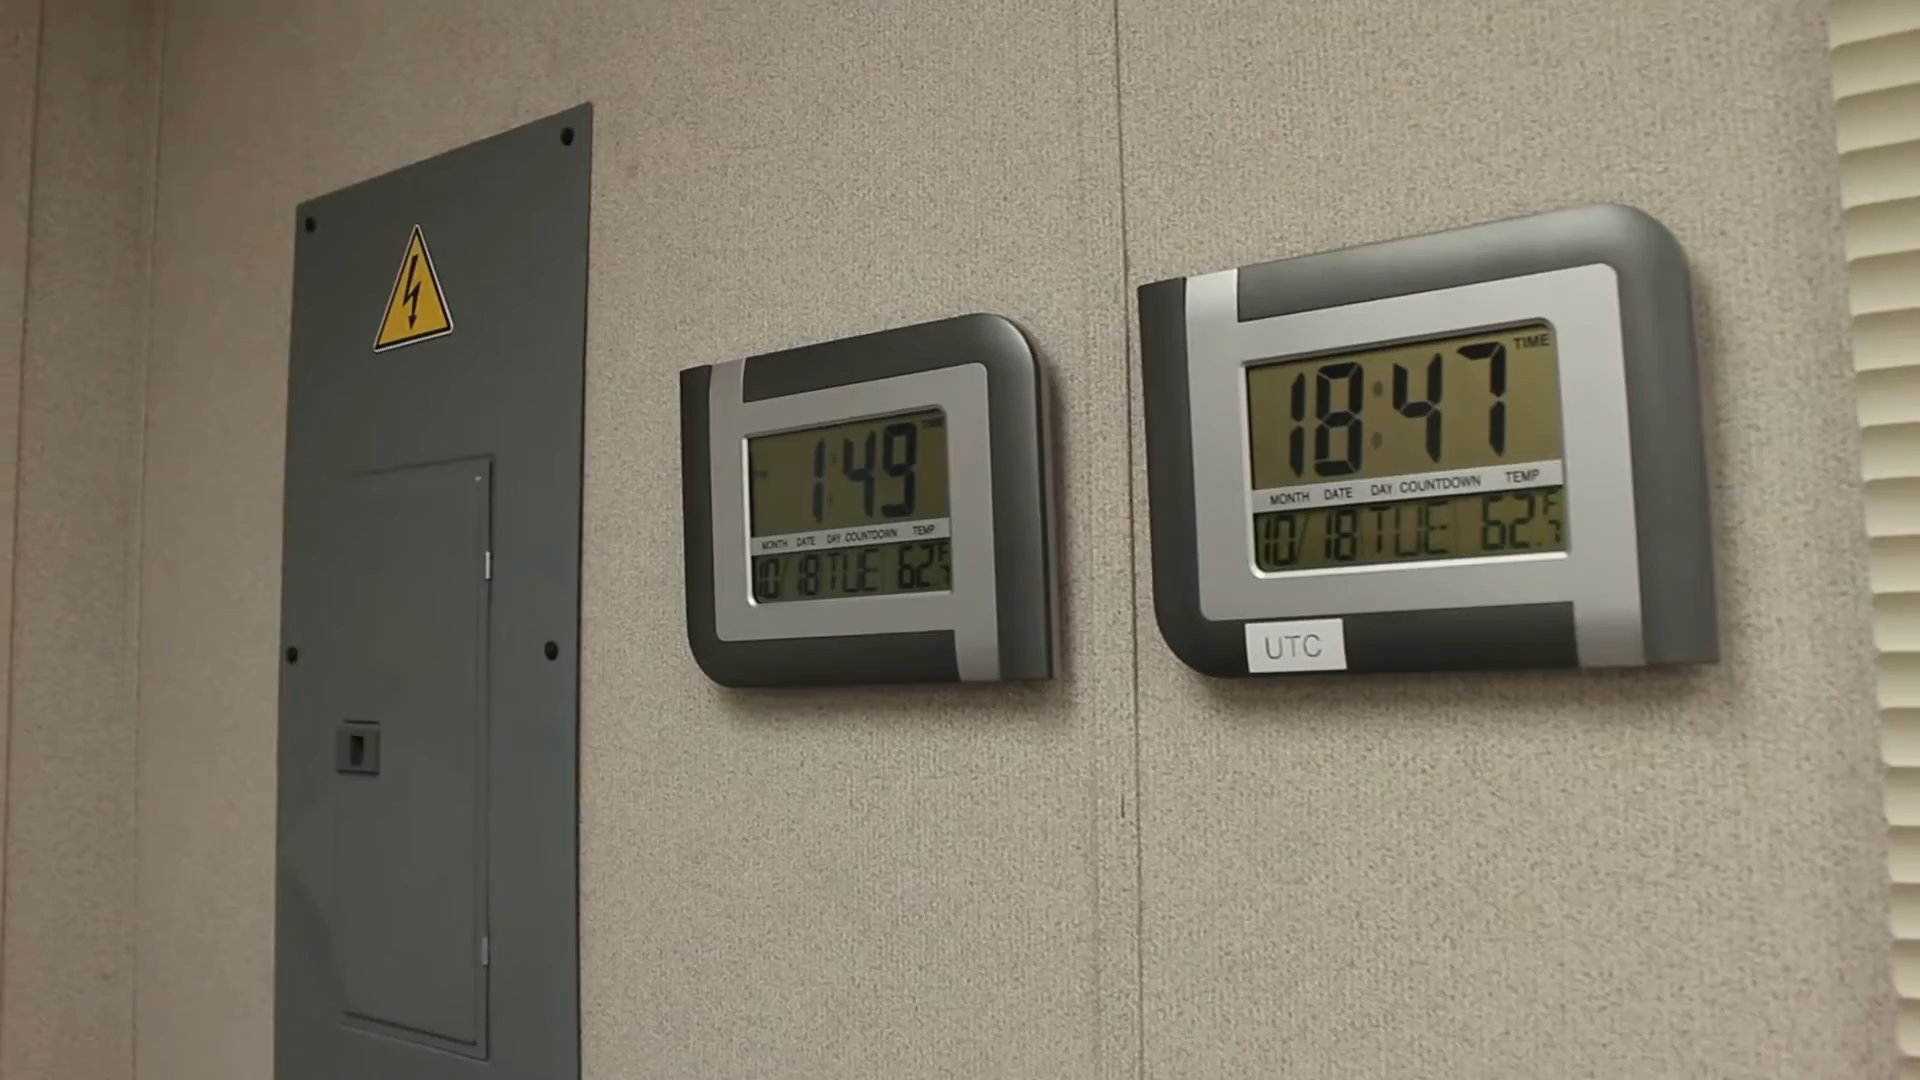 1:49
TIME
MONTH DATE DAY COUNTDOWN TEMP
10/18 TUE 62
18:47
TIME
MONTH DATE DAY COUNTDOWN TEMP
10/18 TUE 62.7 F
UTC